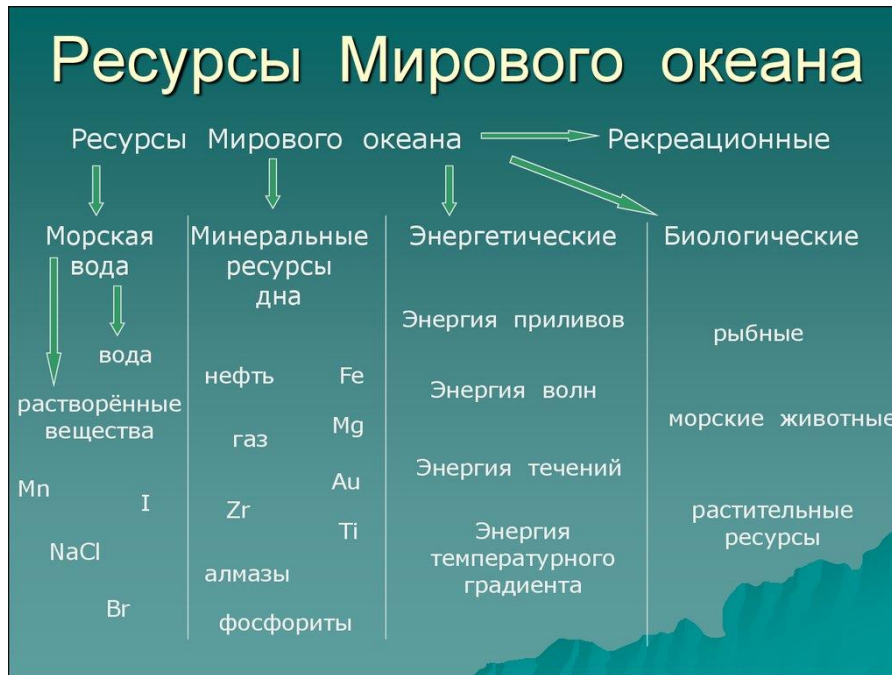 Ресурсы Мирового океана
Ресурсы Мирового океана
Рекреационные
Морская
вода
вода
растворённые
вещества
Mn
I
NaCl
Br
Минеральные
ресурсы
дна
нефть
Fe
газ
Mg
Au
Zr
Ti
алмазы
фосфориты
Энергетические
Энергия приливов
Энергия волн
Энергия течений
Энергия
температурного
градиента
Биологические
рыбные
морские животные
растительные
ресурсы